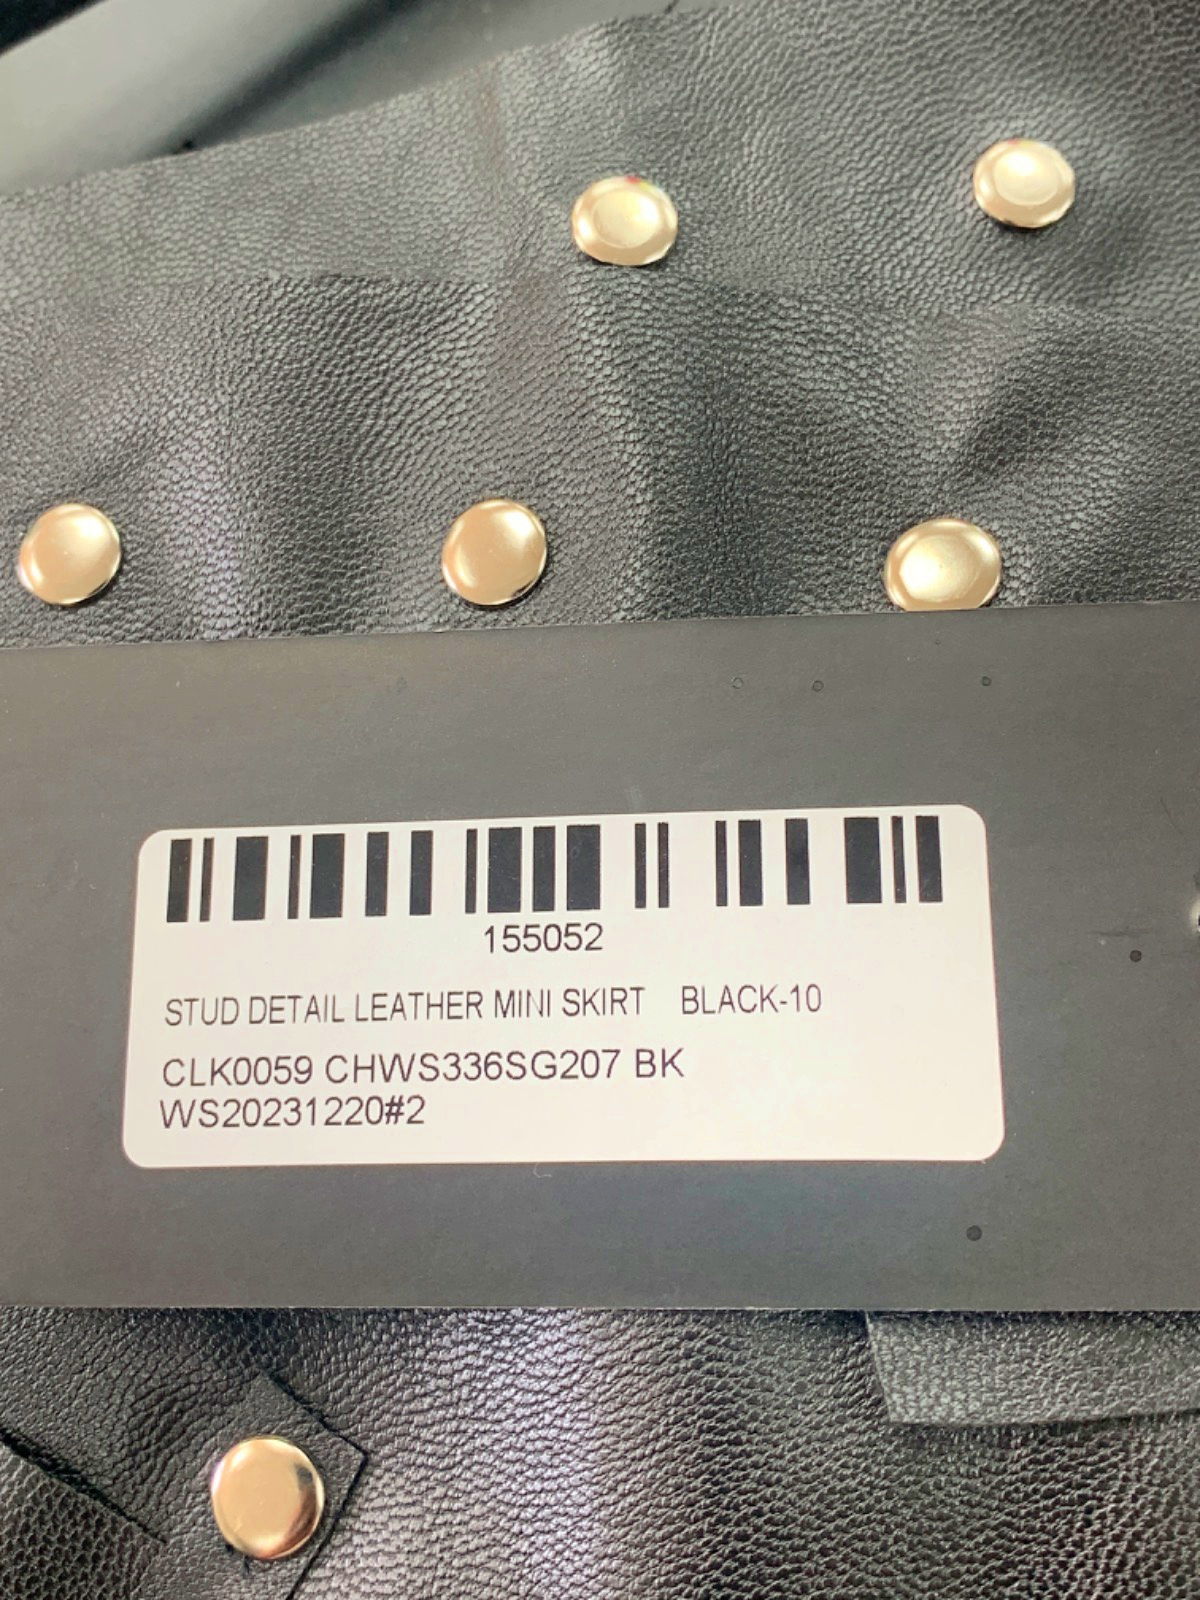 155052
STUD DETAIL LEATHER MINI SKIRT BLACK-10
CLK0059 CHWS336SG207 BK
WS20231220#2